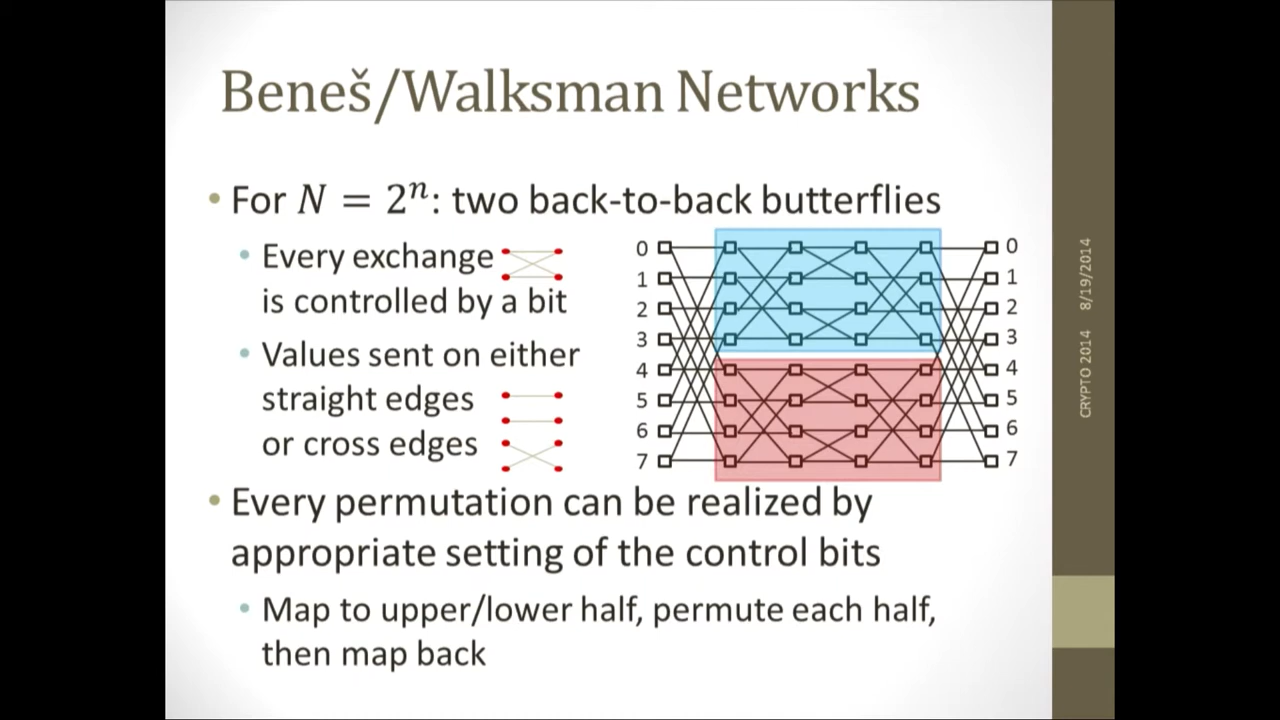 Beneš/Walksman Networks
• For N = 2ⁿ: two back-to-back butterflies
• Every exchange
is controlled by a bit
• Values sent on either
straight edges
or cross edges
0 0
1 1
2 2
3 3
4 4
5 5
6 6
7 7
• Every permutation can be realized by
appropriate setting of the control bits
• Map to upper/lower half, permute each half,
then map back
CRYPTO 2014 8/19/2014